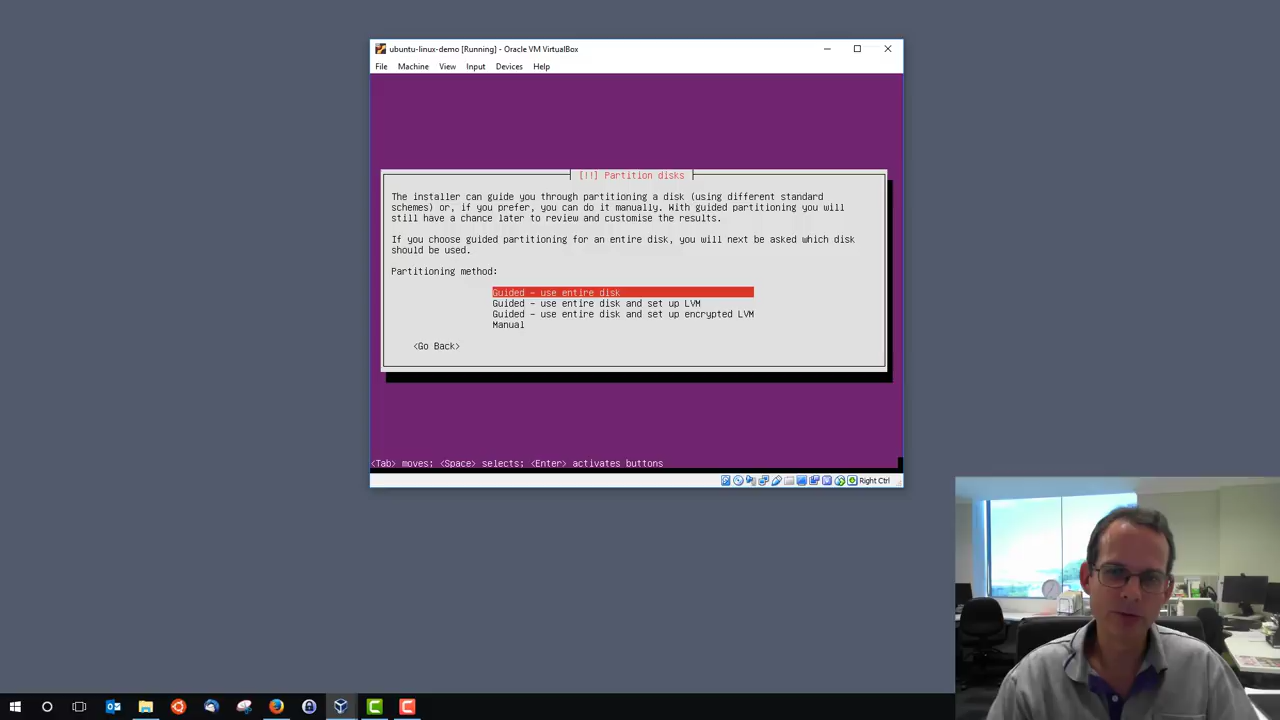 ubuntu-linux-demo [Running] - Oracle VM VirtualBox
File Machine View Input Devices Help
[!!] Partition disks
The installer can guide you through partitioning a disk (using different standard
schemes) or, if you prefer, you can do it manually. With guided partitioning you will
still have a chance later to review and customise the results.
If you choose guided partitioning for an entire disk, you will next be asked which disk
should be used.
Partitioning method:
Guided - use entire disk
Guided - use entire disk and set up LVM
Guided - use entire disk and set up encrypted LVM
Manual
<Go Back>
<Tab> moves; <Space> selects; <Enter> activates buttons
Right Ctrl